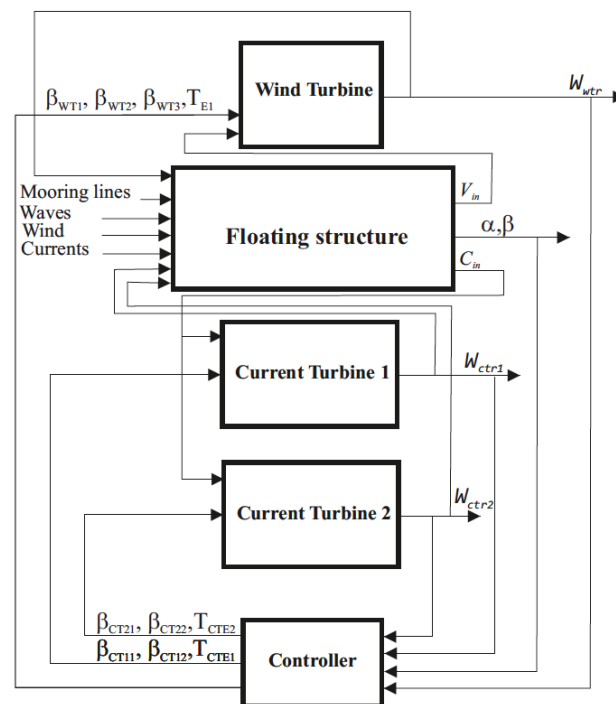 Wind Turbine
W_wtr
β_WT1, β_WT2, β_WT3,T_E1
Mooring lines
Waves
Wind
Currents
Floating structure
V_in
α,β
C_in
Current Turbine 1
W_ctr1
Current Turbine 2
W_ctr2
β_CT21, β_CT22,T_CTE2
β_CT11, β_CT12,T_CTE1
Controller